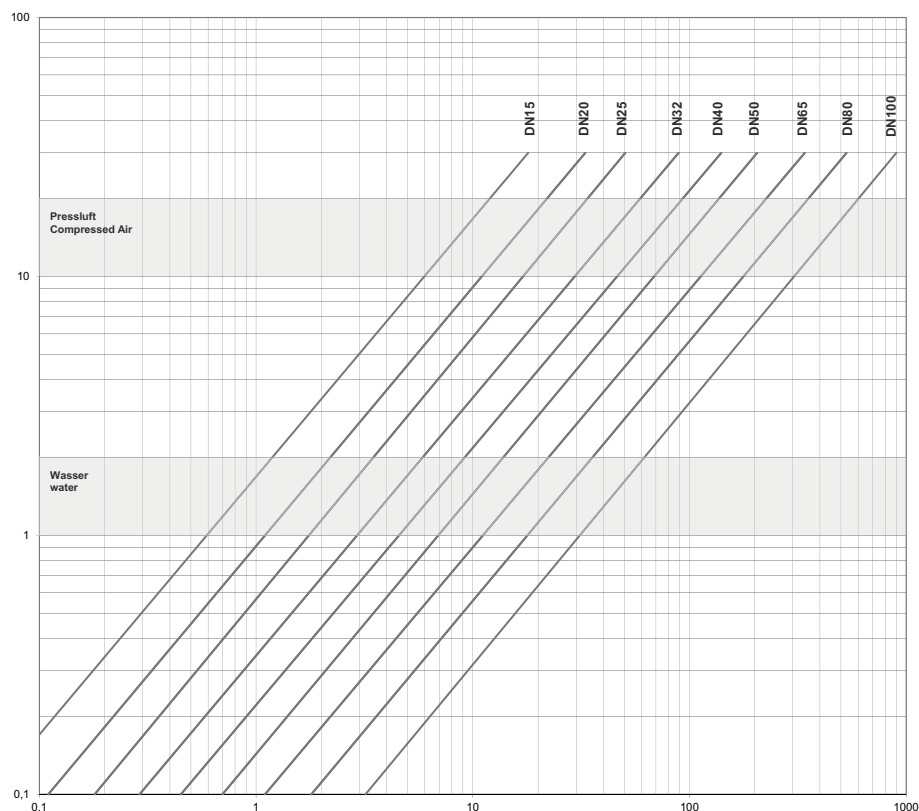 100
DN15 DN20 DN25 DN32 DN40 DN50 DN65 DN80 DN100
Pressluft
Compressed Air
10
Wasser
water
1
0,1
0,1 1 10 100 1000